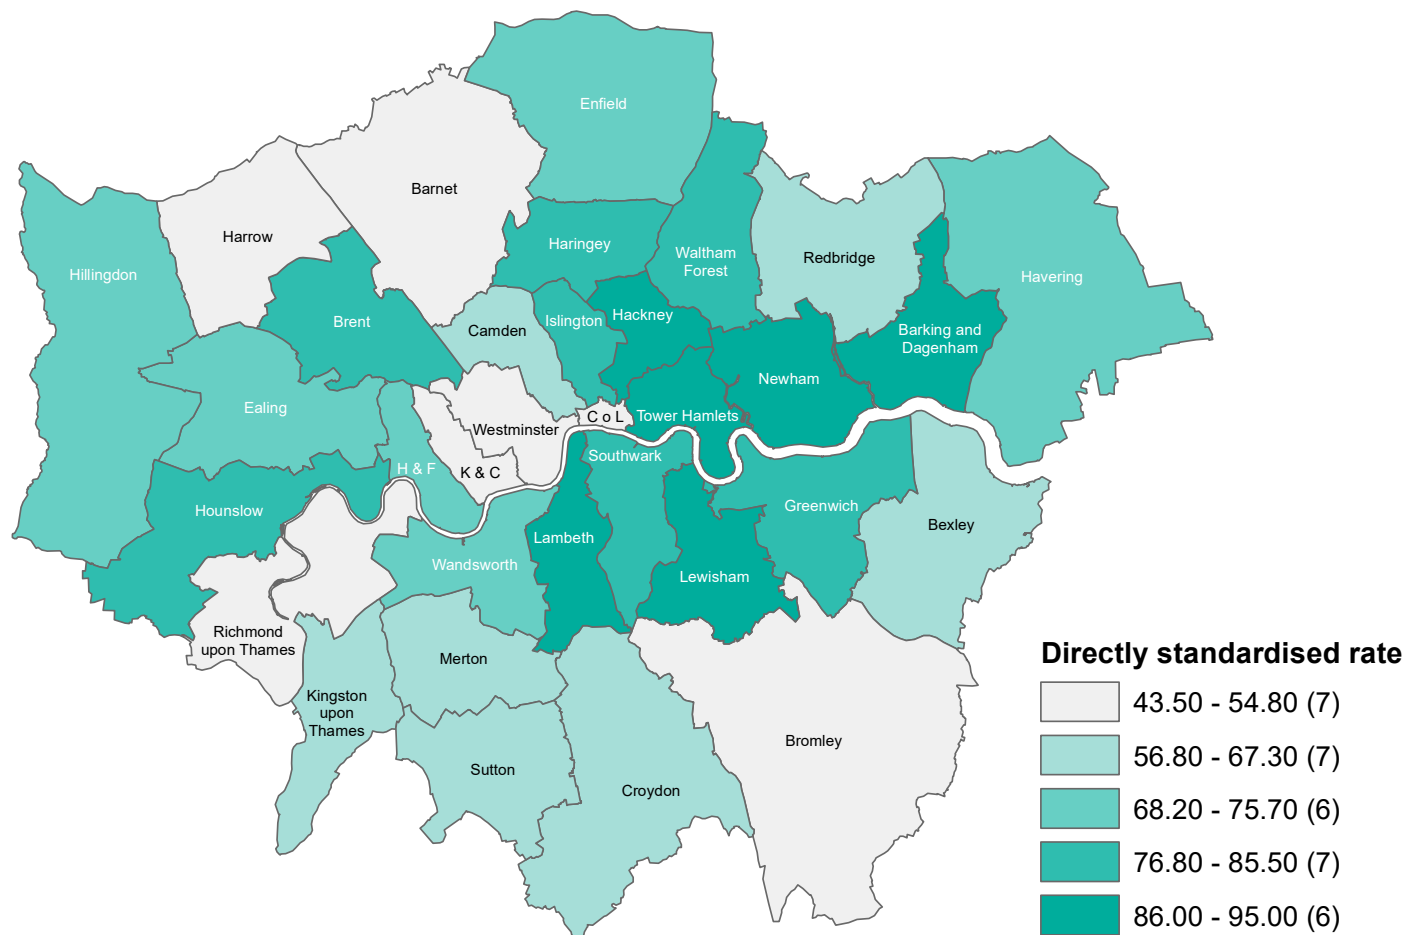 Enfield
Barnet
Harrow
Haringey
Waltham
Forest
Redbridge
Hillingdon
Havering
Brent
Camden
Islington
Hackney
Barking and
Dagenham
Newham
Ealing
Westminster
C o L
Tower Hamlets
H & F
K & C
Southwark
Hounslow
Greenwich
Bexley
Lambeth
Wandsworth
Lewisham
Richmond
upon Thames
Merton
Kingston
upon
Thames
Bromley
Sutton
Croydon
Directly standardised rate
43.50 - 54.80 (7)
56.80 - 67.30 (7)
68.20 - 75.70 (6)
76.80 - 85.50 (7)
86.00 - 95.00 (6)